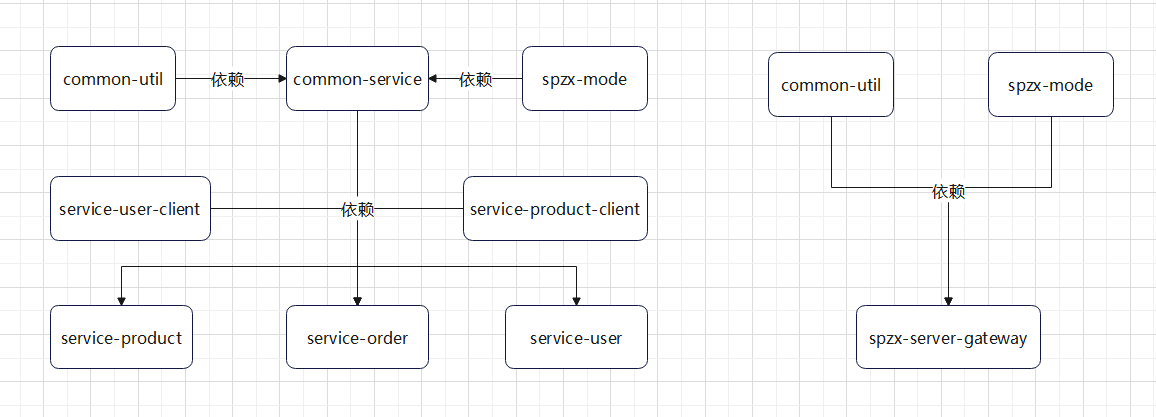 common-util
依赖
common-service
依赖
spzx-mode
service-user-client
依赖
service-product-client
service-product
service-order
service-user
common-util
spzx-mode
依赖
spzx-server-gateway